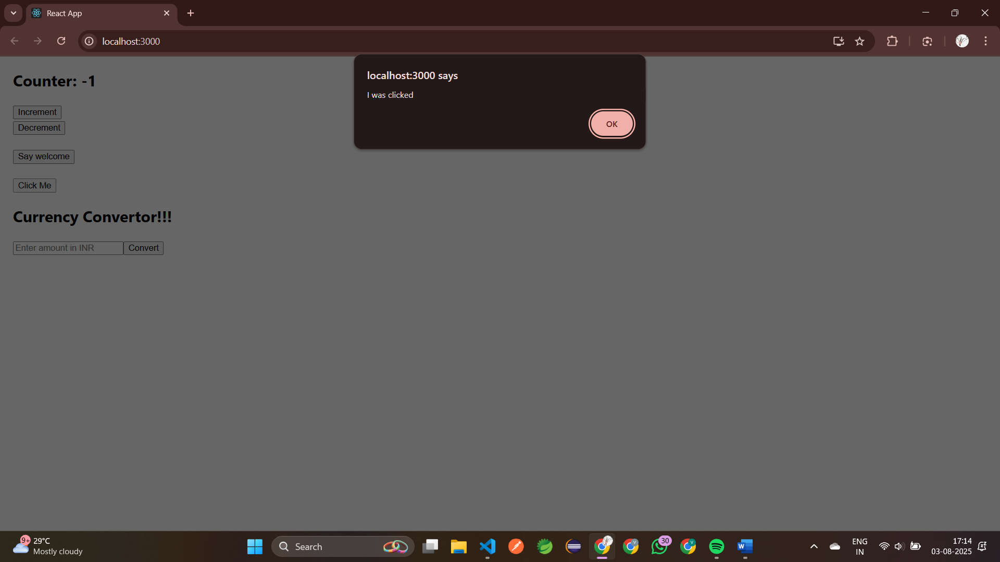 React App
localhost:3000
localhost:3000 says
I was clicked
OK
Counter: -1
Increment
Decrement
Say welcome
Click Me
Currency Convertor!!!
Enter amount in INR Convert
9+
29°C
Mostly cloudy
Search
V
30
V
W
ENG
IN
17:14
03-08-2025